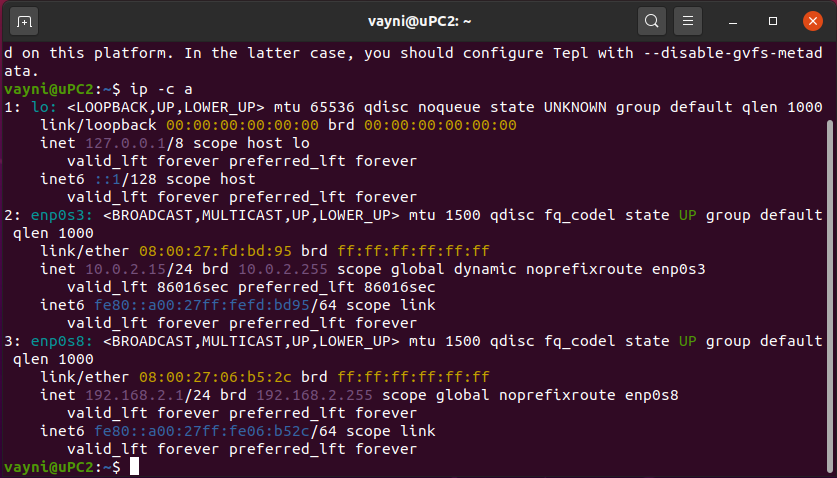 vayni@uPC2: ~
d on this platform. In the latter case, you should configure Tepl with --disable-gvfs-metad
ata.
vayni@uPC2:~$ ip -c a
1: lo: <LOOPBACK,UP,LOWER_UP> mtu 65536 qdisc noqueue state UNKNOWN group default qlen 1000
    link/loopback 00:00:00:00:00:00 brd 00:00:00:00:00:00
    inet 127.0.0.1/8 scope host lo
       valid_lft forever preferred_lft forever
    inet6 ::1/128 scope host
       valid_lft forever preferred_lft forever
2: enp0s3: <BROADCAST,MULTICAST,UP,LOWER_UP> mtu 1500 qdisc fq_codel state UP group default
 qlen 1000
    link/ether 08:00:27:fd:bd:95 brd ff:ff:ff:ff:ff:ff
    inet 10.0.2.15/24 brd 10.0.2.255 scope global dynamic noprefixroute enp0s3
       valid_lft 86016sec preferred_lft 86016sec
    inet6 fe80::a00:27ff:fefd:bd95/64 scope link
       valid_lft forever preferred_lft forever
3: enp0s8: <BROADCAST,MULTICAST,UP,LOWER_UP> mtu 1500 qdisc fq_codel state UP group default
 qlen 1000
    link/ether 08:00:27:06:b5:2c brd ff:ff:ff:ff:ff:ff
    inet 192.168.2.1/24 brd 192.168.2.255 scope global noprefixroute enp0s8
       valid_lft forever preferred_lft forever
    inet6 fe80::a00:27ff:fe06:b52c/64 scope link
       valid_lft forever preferred_lft forever
vayni@uPC2:~$